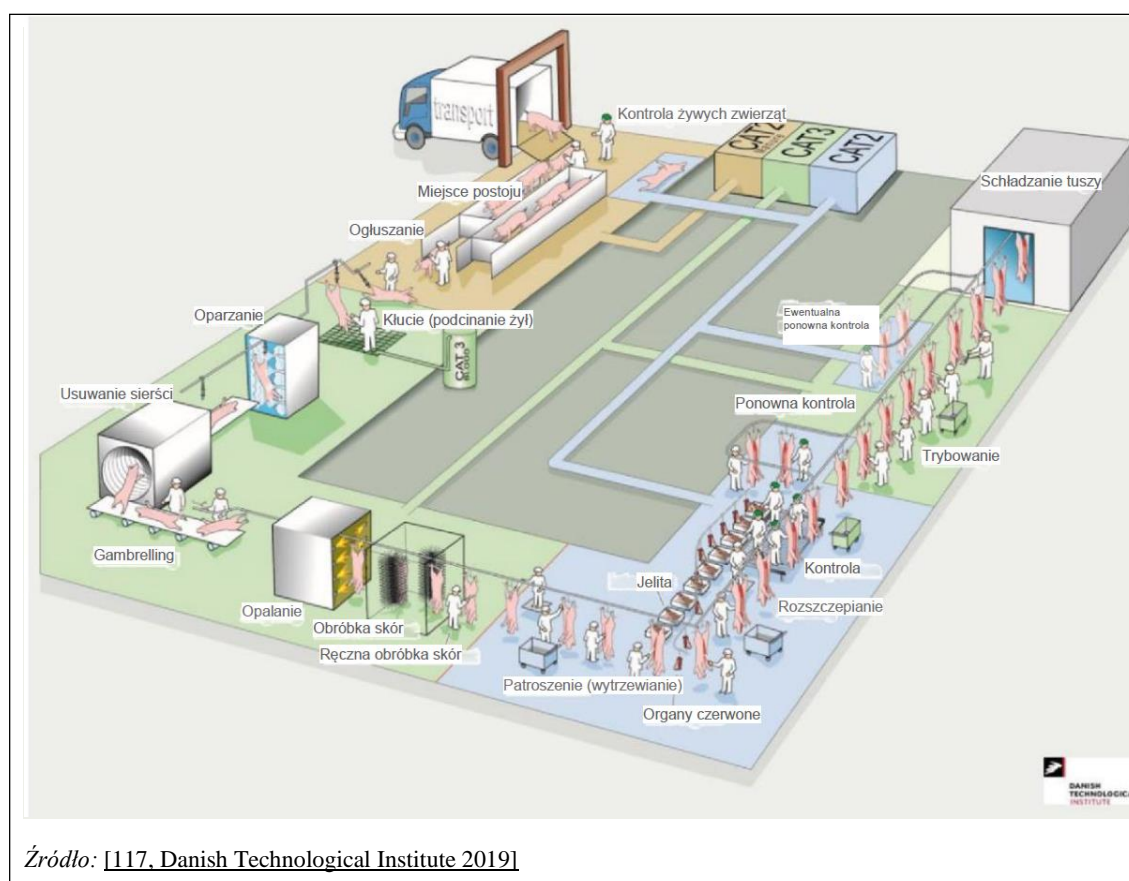 transport
Kontrola żywych zwierząt
CAT2
CAT3
CAT2
Miejsce postoju
Schładzanie tuszy
Ogłuszanie
Oparzanie
Kłucie (podcinanie żył)
CAT 3
BLOOD
Ewentualna
ponowna kontrola
Usuwanie sierści
Ponowna kontrola
Trybowanie
Gambrelling
Jelita
Kontrola
Opalanie
Rozszczepianie
Obróbka skór
Ręczna obróbka skór
Patroszenie (wytrzewianie)
Organy czerwone
DANISH
TECHNOLOGICA
INSTITUTE
Źródło: [117, Danish Technological Institute 2019]